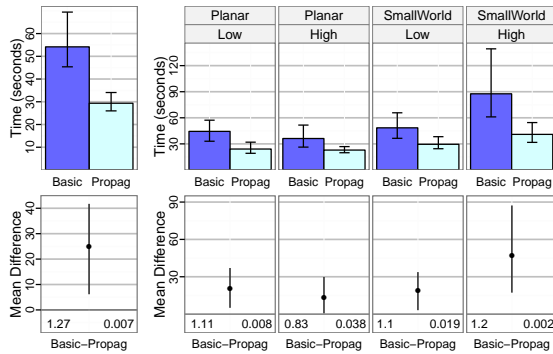 Planar Planar SmallWorld SmallWorld
Low High Low High
Time (seconds)
10 20 30 40 50 60
Basic Propag
Time (seconds)
30 60 90 120
Basic Propag Basic Propag Basic Propag Basic Propag
Mean Difference
0 10 20 30 40
1.27 0.007
Basic−Propag
Mean Difference
30 60 90
1.11 0.008 0.83 0.038 1.1 0.019 1.2 0.002
Basic−Propag Basic−Propag Basic−Propag Basic−Propag